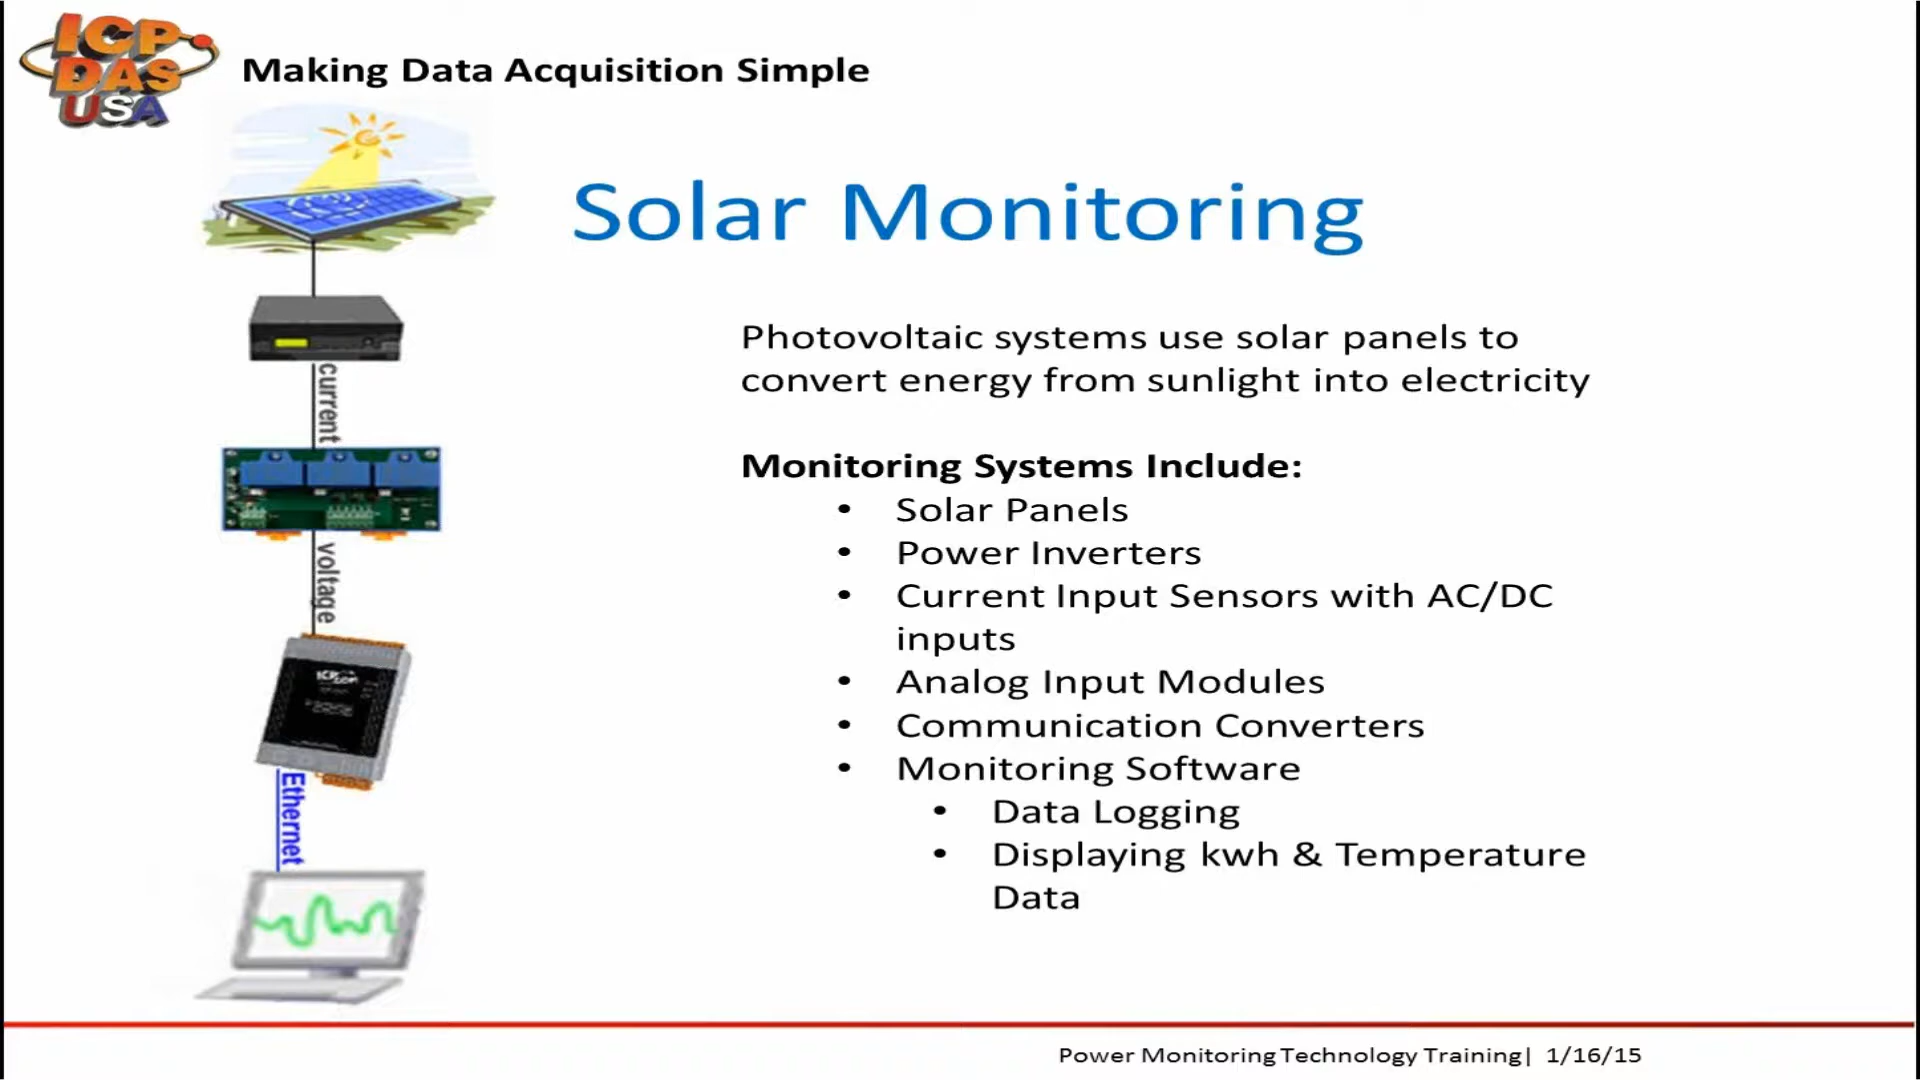 ICP
DAS
USA
Making Data Acquisition Simple
Solar Monitoring
Photovoltaic systems use solar panels to
convert energy from sunlight into electricity
Monitoring Systems Include:
• Solar Panels
• Power Inverters
• Current Input Sensors with AC/DC
inputs
• Analog Input Modules
• Communication Converters
• Monitoring Software
• Data Logging
• Displaying kwh & Temperature
Data
current
voltage
Ethernet
Power Monitoring Technology Training| 1/16/15